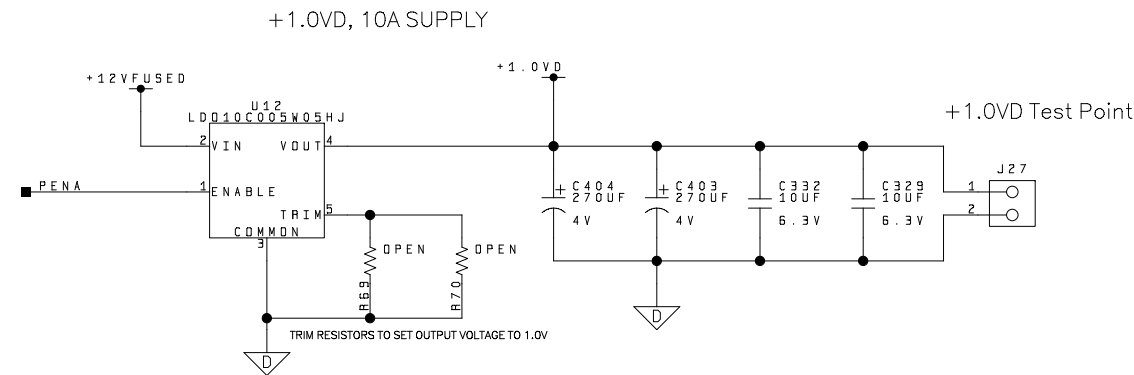 +1.0VD, 10A SUPPLY
+1.0VD
+12VFUSED
U12
LDO10C005W05HJ
+1.0VD Test Point
2 VIN VOUT 4
J27
PENA 1 ENABLE
C404 270UF 4V
C403 270UF 4V
C332 10UF 6.3V
C329 10UF 6.3V
1
2
TRIM 5
COMMON
3
OPEN
OPEN
R69
R70
D
TRIM RESISTORS TO SET OUTPUT VOLTAGE TO 1.0V
D